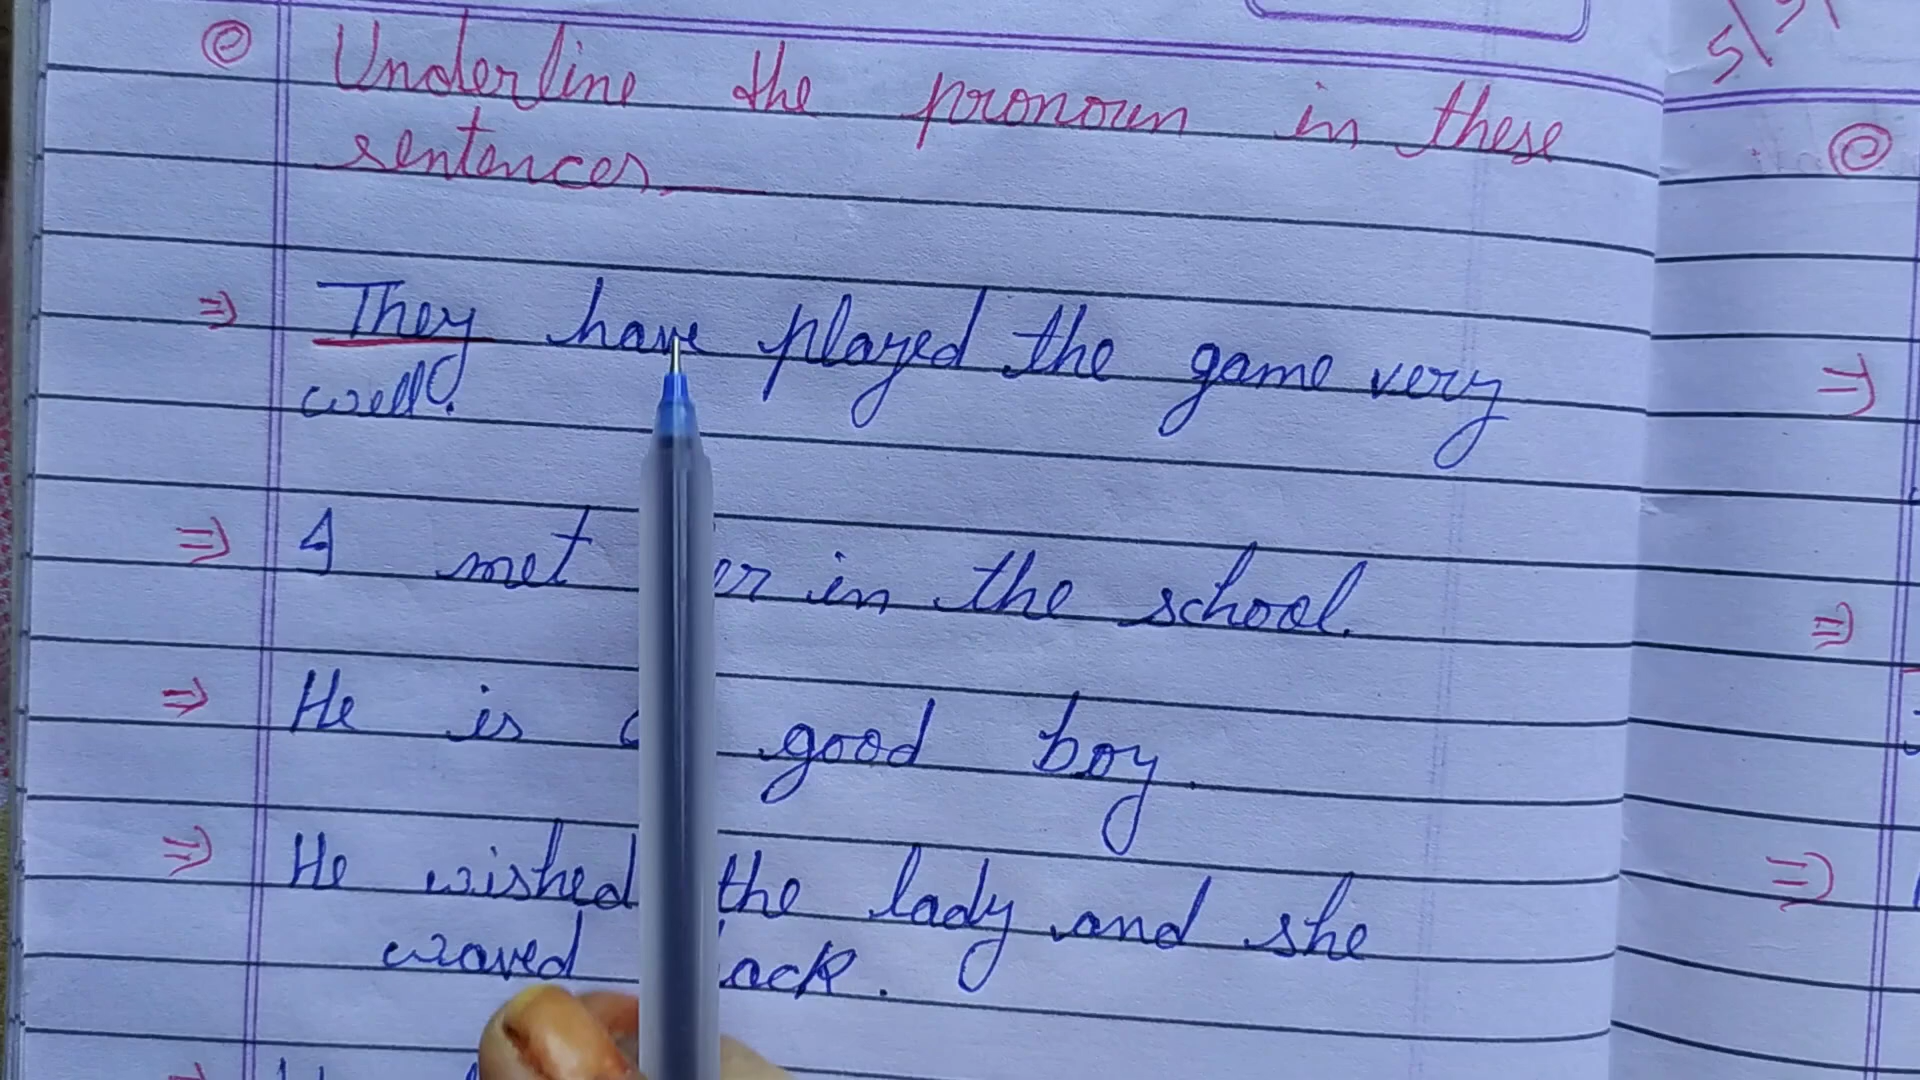 Underline the pronoun in these
sentences
They have played the game very
well.
I met in the school.
He is good boy.
He wished the lady and she
waved